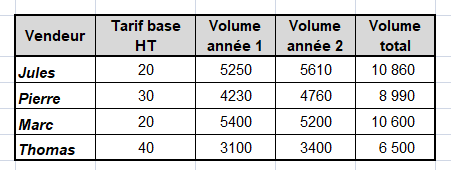 Vendeur Tarif base HT Volume année 1 Volume année 2 Volume total
Jules 20 5250 5610 10 860
Pierre 30 4230 4760 8 990
Marc 20 5400 5200 10 600
Thomas 40 3100 3400 6 500